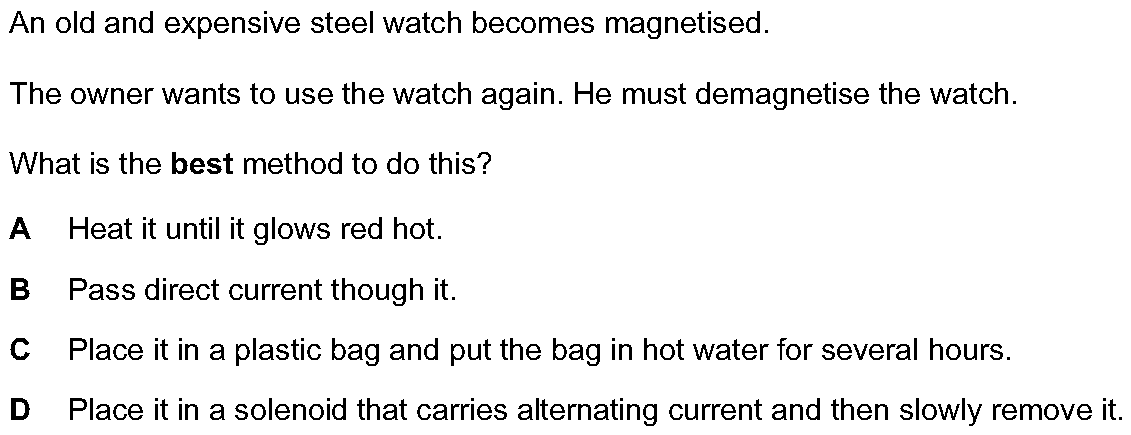 An old and expensive steel watch becomes magnetised.
The owner wants to use the watch again. He must demagnetise the watch.
What is the best method to do this?
A Heat it until it glows red hot.
B Pass direct current though it.
C Place it in a plastic bag and put the bag in hot water for several hours.
D Place it in a solenoid that carries alternating current and then slowly remove it.